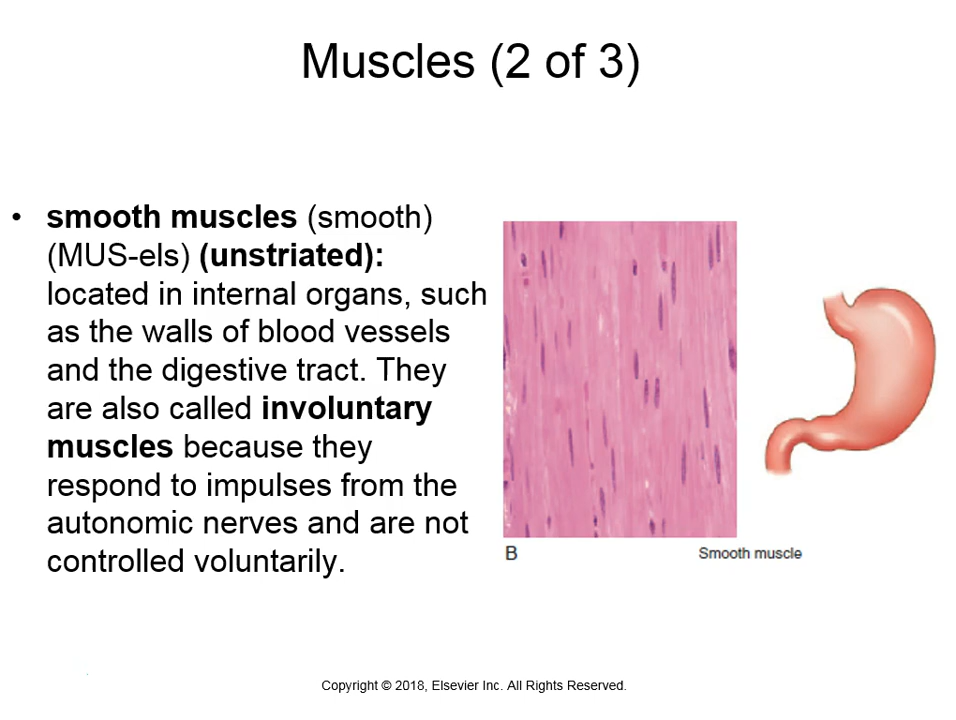 Muscles (2 of 3)
• smooth muscles (smooth)
(MUS-els) (unstriated):
located in internal organs, such
as the walls of blood vessels
and the digestive tract. They
are also called involuntary
muscles because they
respond to impulses from the
autonomic nerves and are not
controlled voluntarily.
B
Smooth muscle
Copyright © 2018, Elsevier Inc. All Rights Reserved.